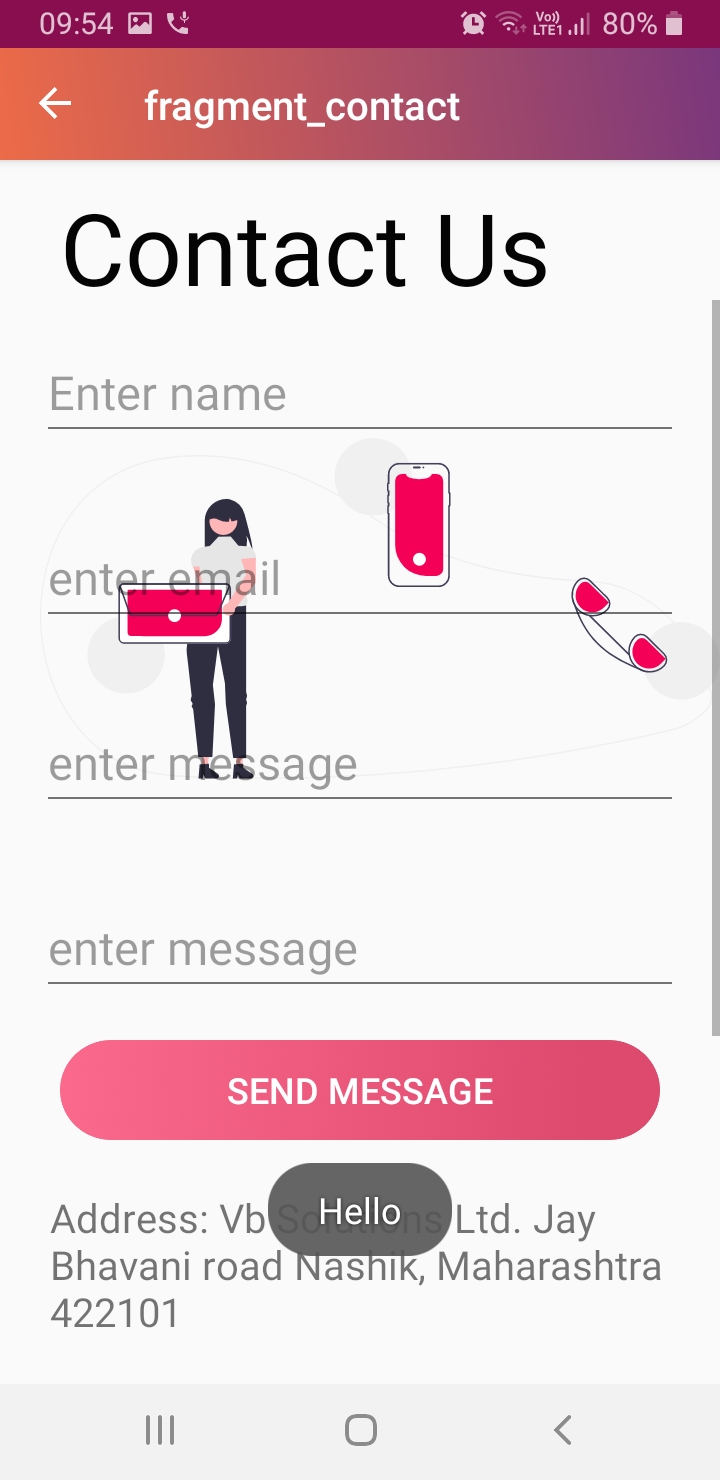 09:54 Vo)) LTE1 80%
fragment_contact
Contact Us
Enter name
enter email
enter message
enter message
SEND MESSAGE
Hello
Address: Vb Solutions Ltd. Jay
Bhavani road Nashik, Maharashtra
422101